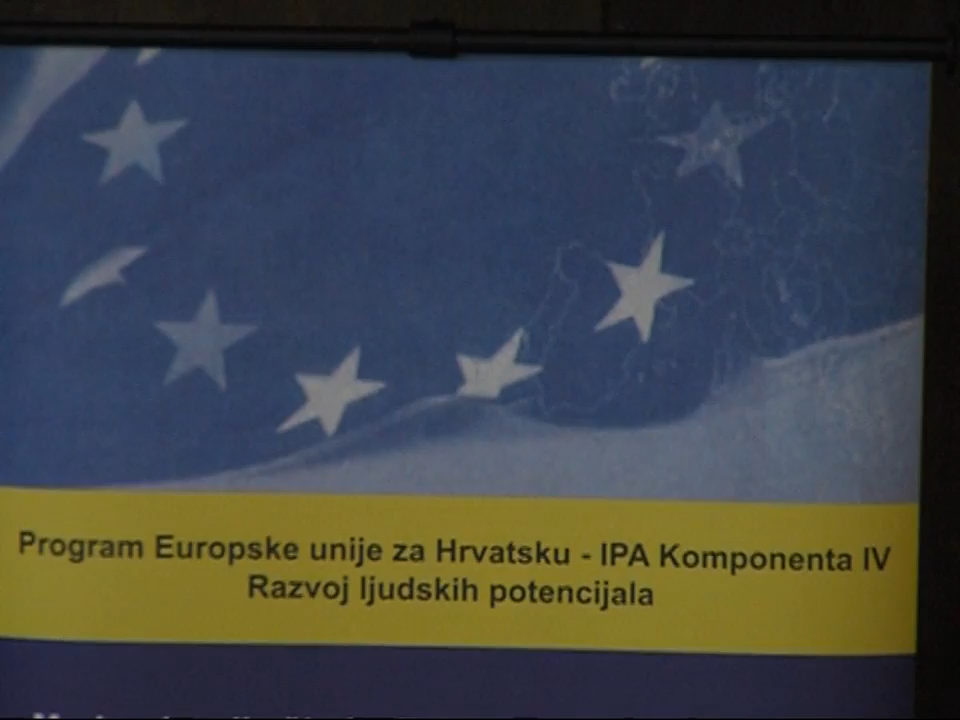 Program Europske unije za Hrvatsku - IPA Komponenta IV
Razvoj ljudskih potencijala